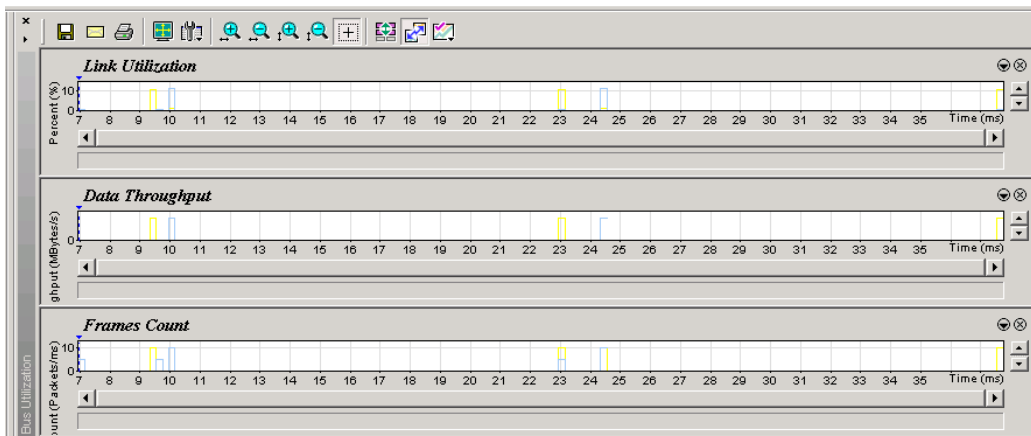 Link Utilization
Percent (%)
10
0
7 8 9 10 11 12 13 14 15 16 17 18 19 20 21 22 23 24 25 26 27 28 29 30 31 32 33 34 35 Time (ms)
Data Throughput
ghput (MBytes/s)
0
7 8 9 10 11 12 13 14 15 16 17 18 19 20 21 22 23 24 25 26 27 28 29 30 31 32 33 34 35 Time (ms)
Frames Count
ount (Packets/ms)
10
0
7 8 9 10 11 12 13 14 15 16 17 18 19 20 21 22 23 24 25 26 27 28 29 30 31 32 33 34 35 Time (ms)
Bus Utilization